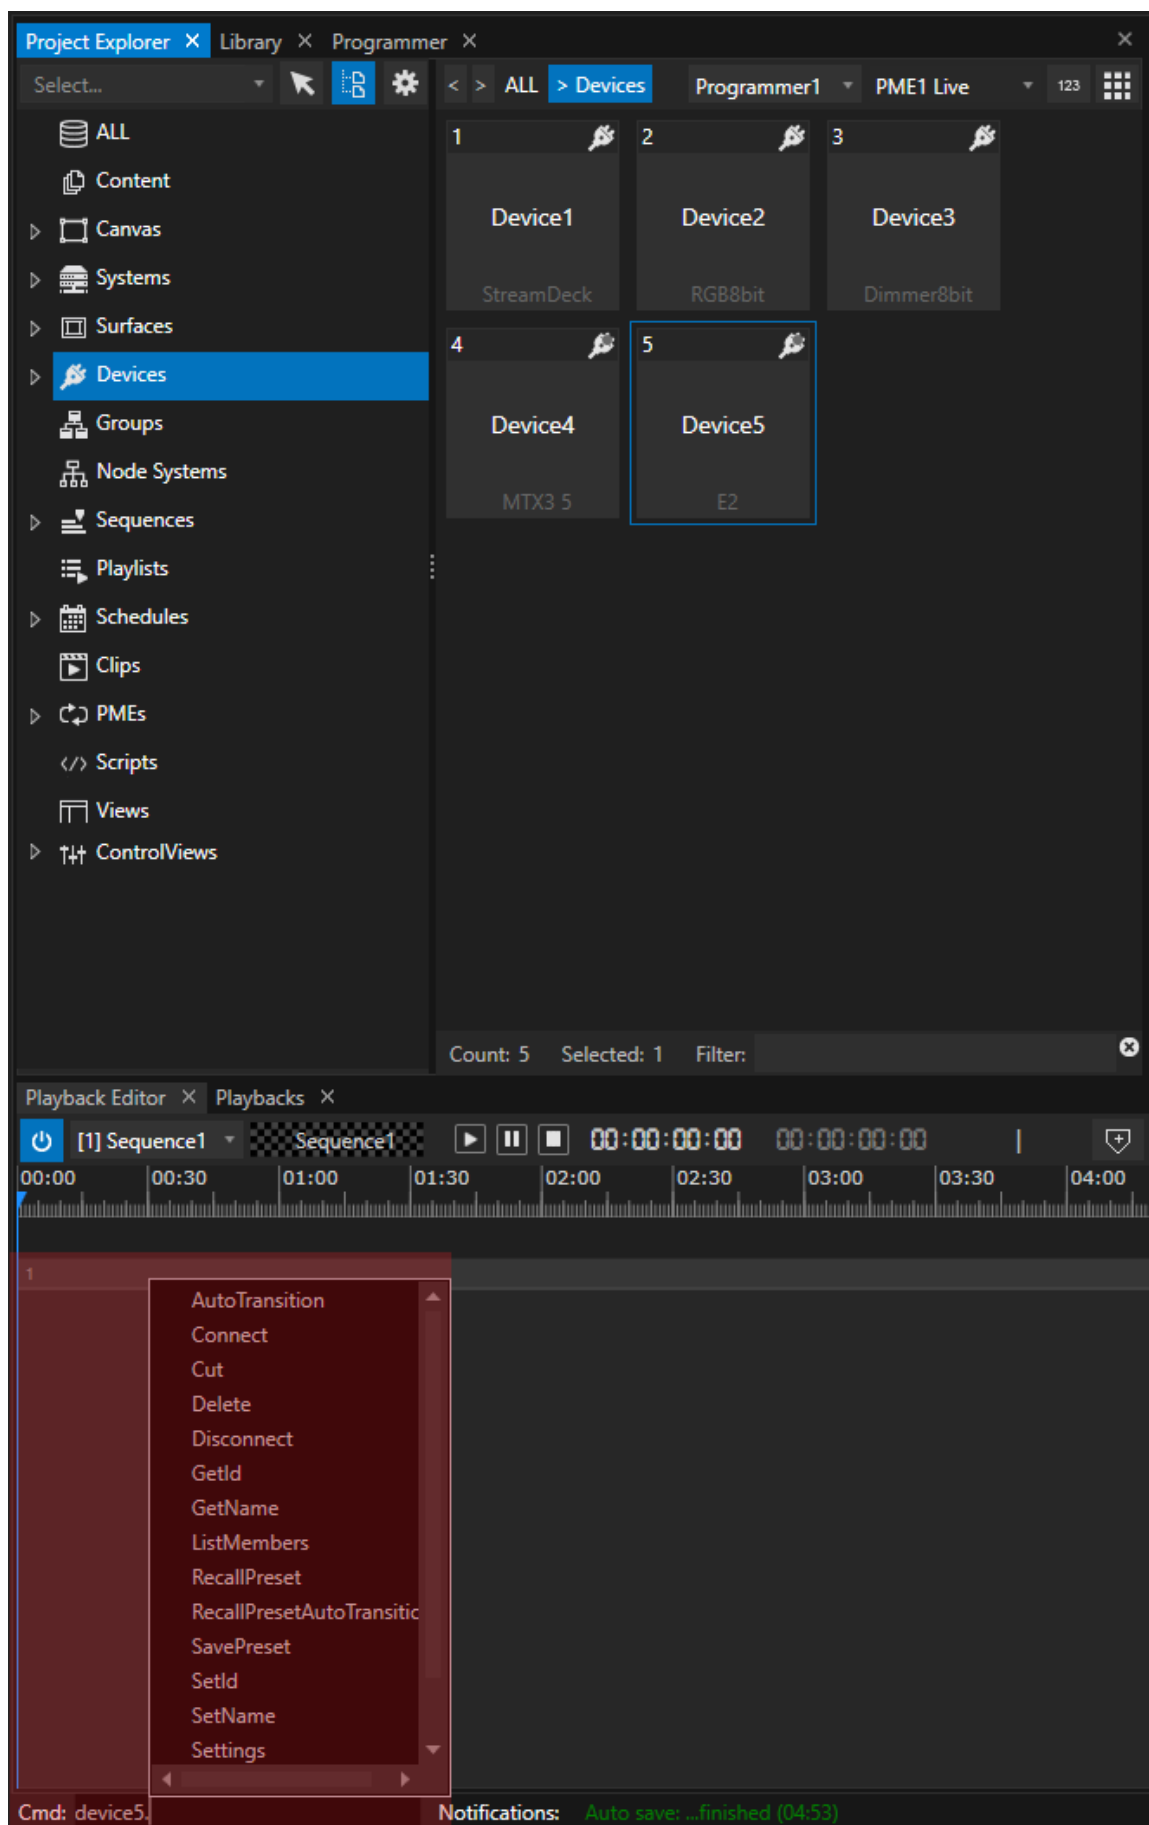 Project Explorer Library Programmer
Select... < > ALL > Devices Programmer1 PME1 Live 123
ALL
Content
Canvas
Systems
Surfaces
Devices
Groups
Node Systems
Sequences
Playlists
Schedules
Clips
PMEs
</> Scripts
Views
ControlViews
1 2 3
Device1 Device2 Device3
StreamDeck RGB8bit Dimmer8bit
4 5
Device4 Device5
MTX3 5 E2
Count: 5 Selected: 1 Filter:
Playback Editor Playbacks
[1] Sequence1 Sequence1 00:00:00:00 00:00:00:00
00:00 00:30 01:00 01:30 02:00 02:30 03:00 03:30 04:00
1
AutoTransition
Connect
Cut
Delete
Disconnect
GetId
GetName
ListMembers
RecallPreset
RecallPresetAutoTransitic
SavePreset
SetId
SetName
Settings
Cmd: device5. Notifications: Auto save: ...finished (04:53)